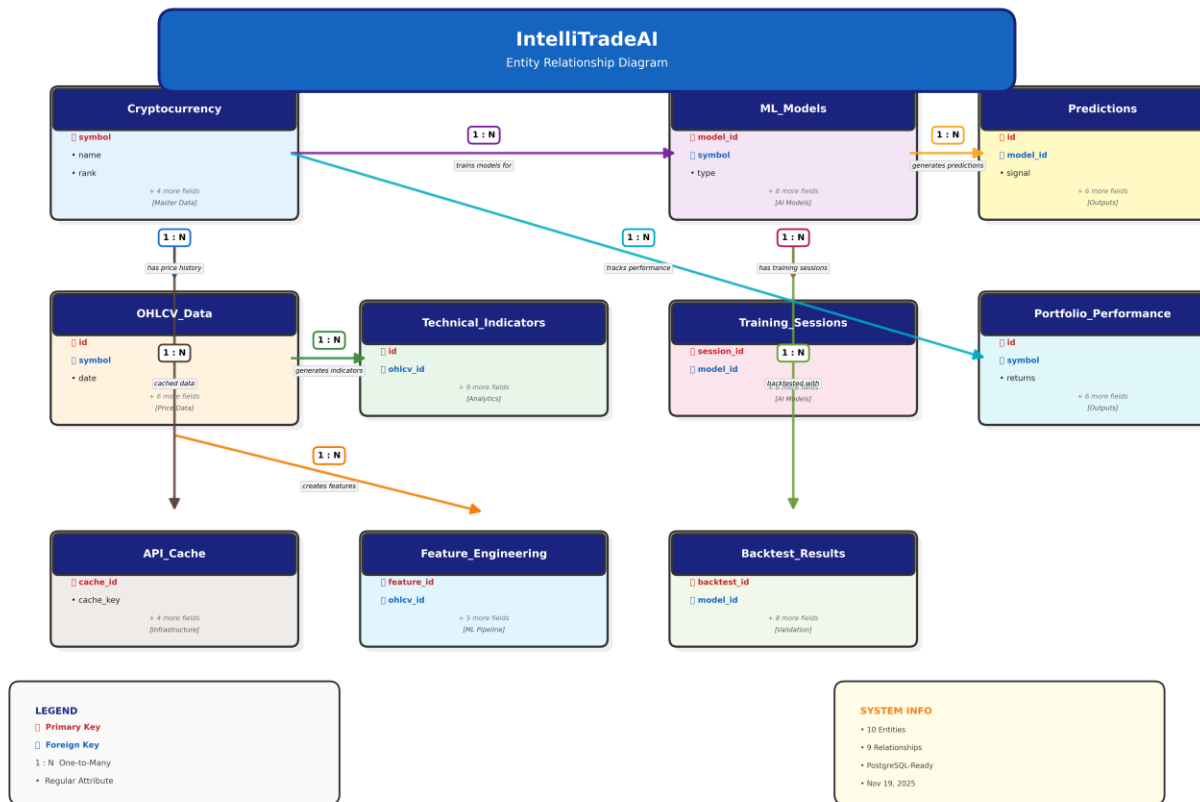 IntelliTradeAI
Entity Relationship Diagram
Cryptocurrency
symbol
• name
• rank
+ 4 more fields
[Master Data]
1 : N
trains models for
ML_Models
model_id
symbol
• type
+ 8 more fields
[AI Models]
1 : N
generates predictions
Predictions
id
model_id
• signal
+ 6 more fields
[Outputs]
1 : N
has price history
1 : N
tracks performance
1 : N
has training sessions
OHLCV_Data
id
symbol
• date
+ 6 more fields
[Price Data]
1 : N
cached data
1 : N
generates indicators
Technical_Indicators
id
ohlcv_id
+ 9 more fields
[Analytics]
Training_Sessions
session_id
model_id
more fields
[AI Models]
1 : N
backtested with
Portfolio_Performance
id
symbol
• returns
+ 6 more fields
[Outputs]
1 : N
creates features
API_Cache
cache_id
• cache_key
+ 4 more fields
[Infrastructure]
Feature_Engineering
feature_id
ohlcv_id
+ 5 more fields
[ML Pipeline]
Backtest_Results
backtest_id
model_id
+ 8 more fields
[Validation]
LEGEND
Primary Key
Foreign Key
1 : N One-to-Many
• Regular Attribute
SYSTEM INFO
• 10 Entities
• 9 Relationships
• PostgreSQL-Ready
• Nov 19, 2025